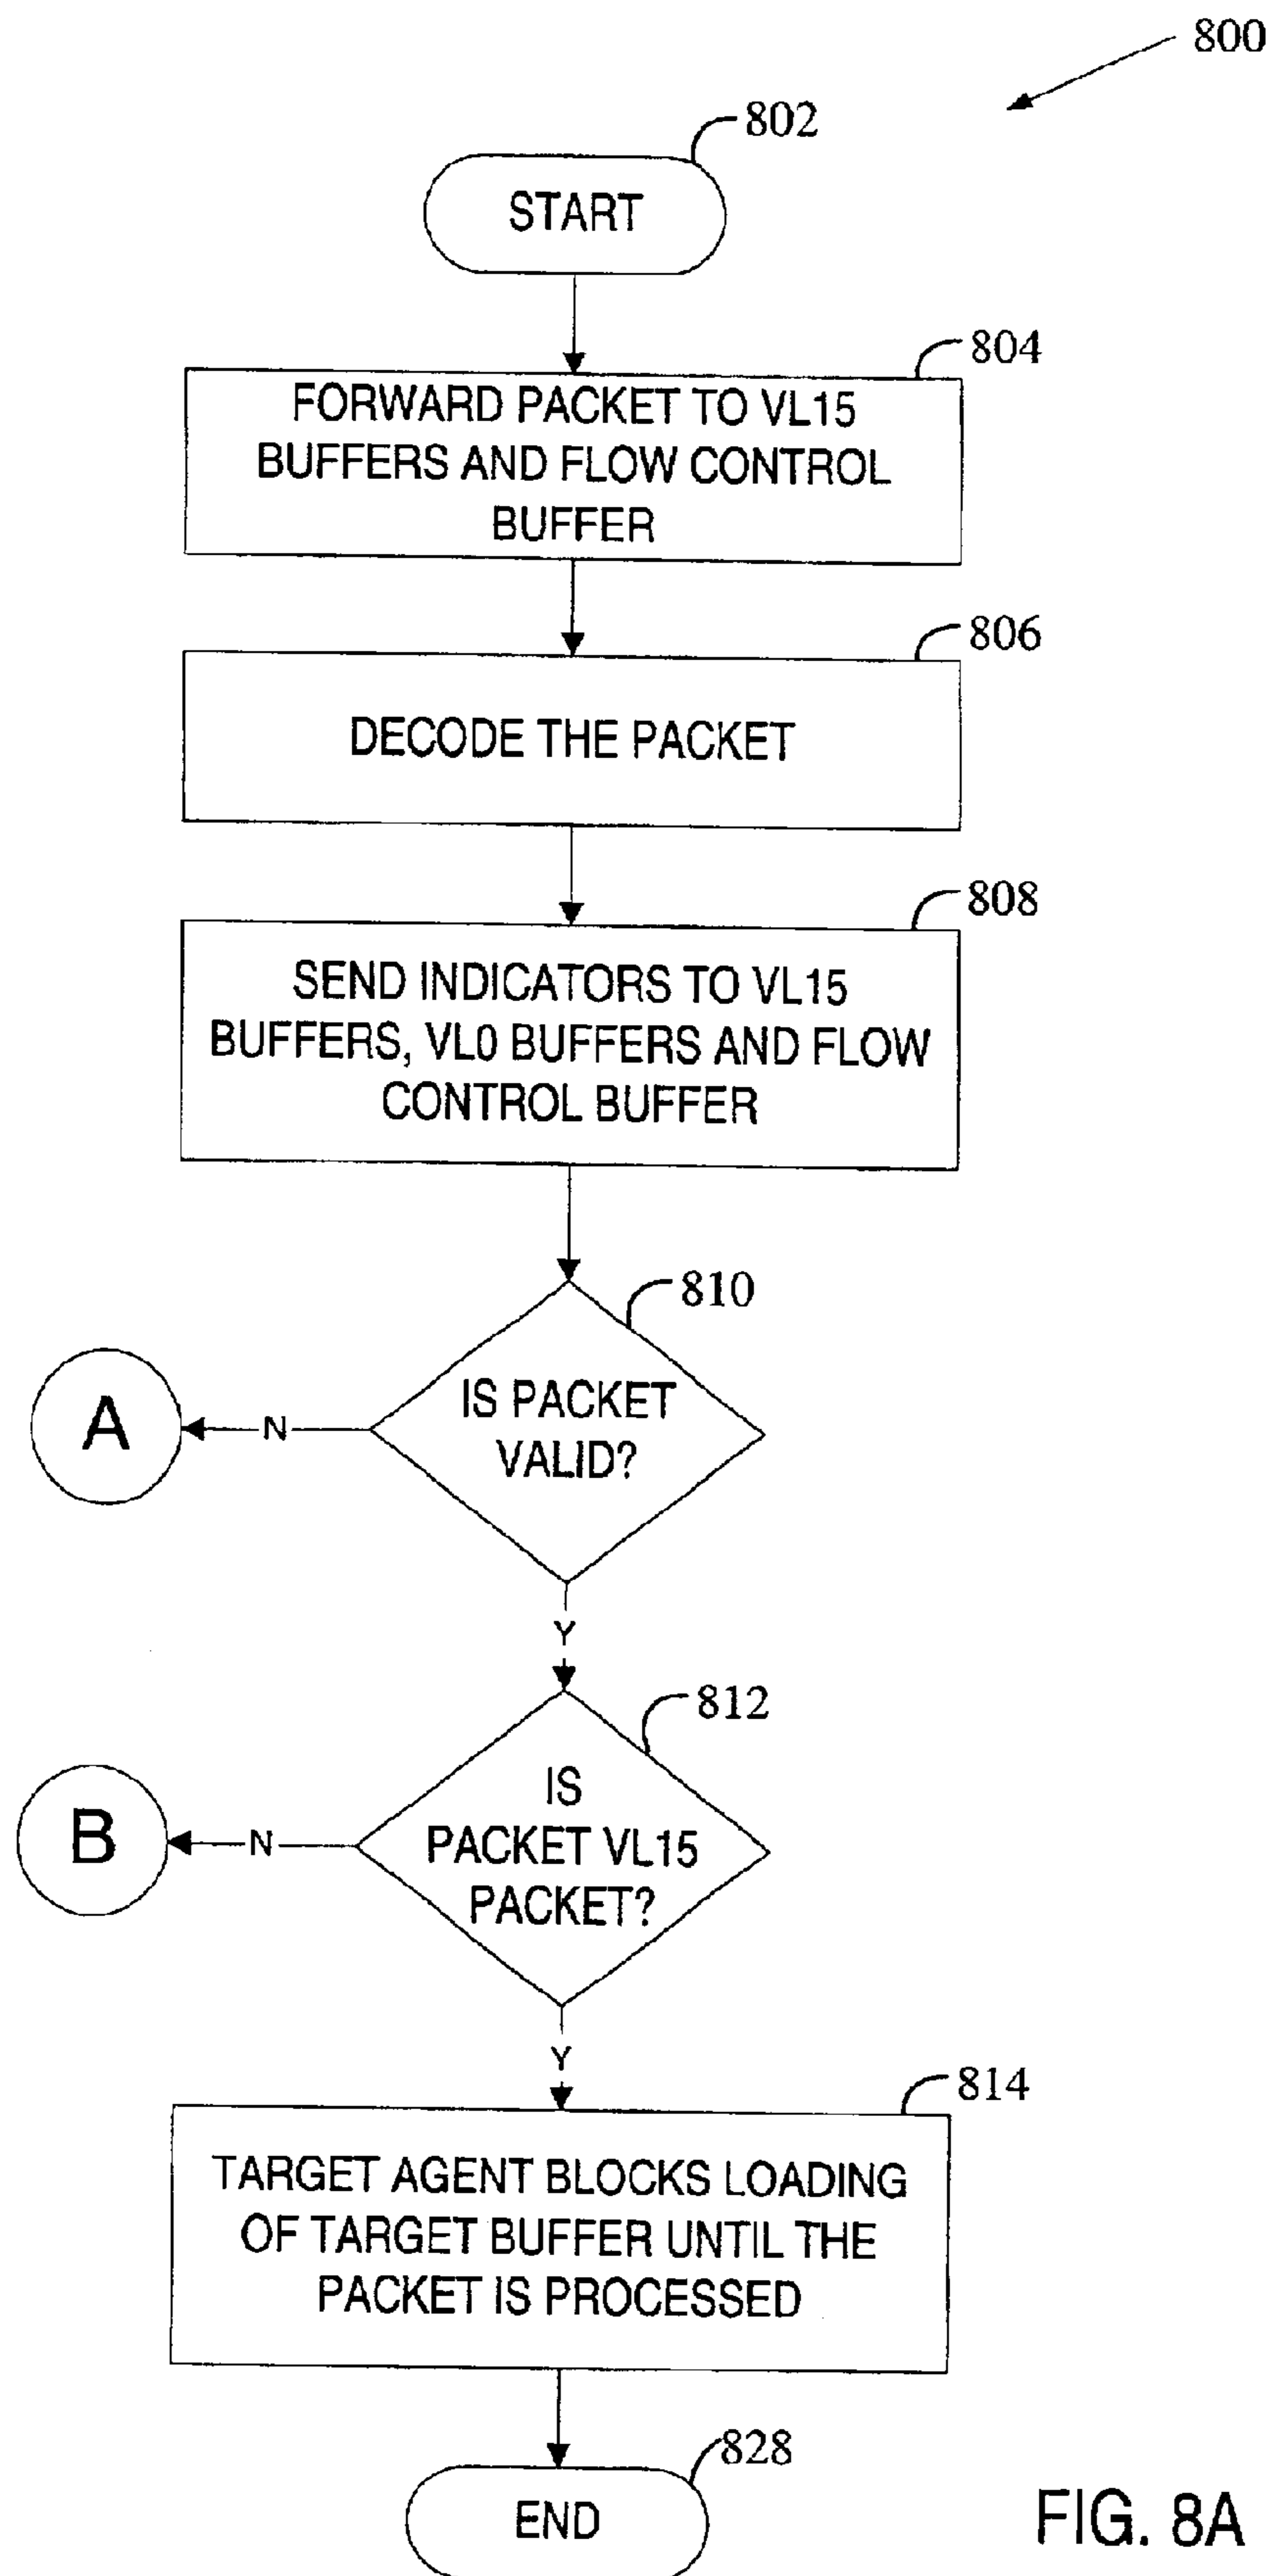 800
802
START
804
FORWARD PACKET TO VL15
BUFFERS AND FLOW CONTROL
BUFFER
806
DECODE THE PACKET
808
SEND INDICATORS TO VL15
BUFFERS, VL0 BUFFERS AND FLOW
CONTROL BUFFER
810
IS PACKET
VALID?
N
A
Y
812
IS
PACKET VL15
PACKET?
N
B
Y
814
TARGET AGENT BLOCKS LOADING
OF TARGET BUFFER UNTIL THE
PACKET IS PROCESSED
828
END
FIG. 8A